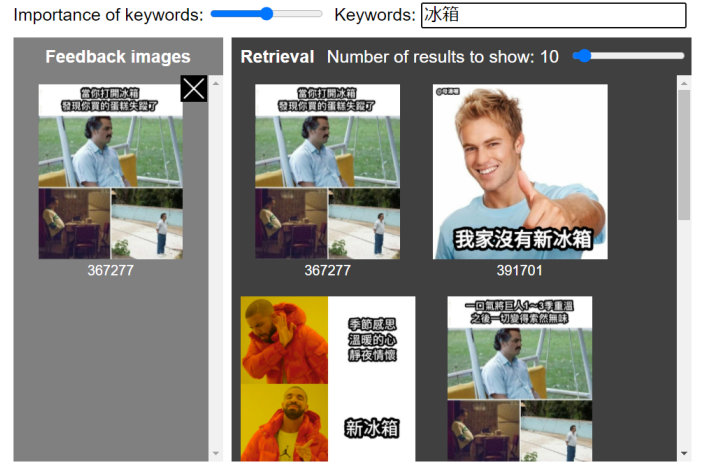 Importance of keywords:
Keywords: 冰箱
Feedback images
當你打開冰箱
發現你買的蛋糕失蹤了
367277
Retrieval Number of results to show: 10
當你打開冰箱
發現你買的蛋糕失蹤了
367277
我家沒有新冰箱
391701
季節感思
溫暖的心
靜夜情懷
新冰箱
一口氣將巨人1～3季重溫
之後一切變得索然無味